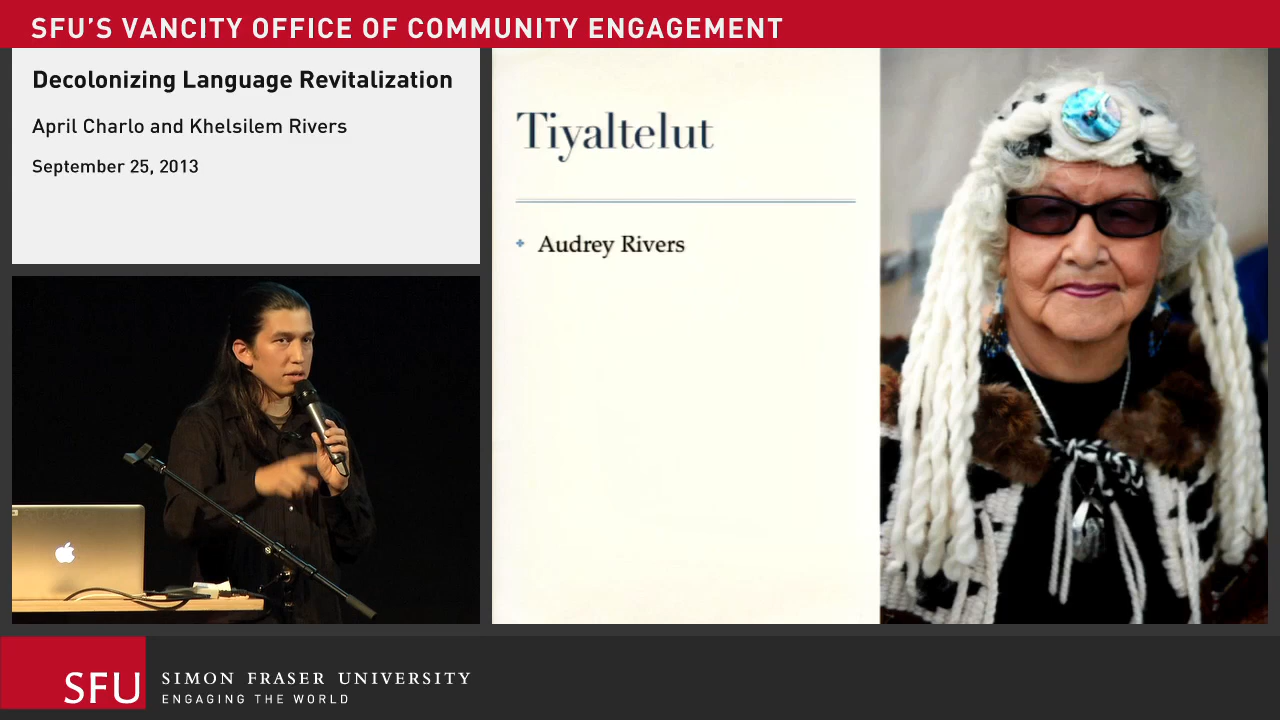 SFU'S VANCITY OFFICE OF COMMUNITY ENGAGEMENT
Decolonizing Language Revitalization
April Charlo and Khelsilem Rivers
September 25, 2013
Tiyaltelut
Audrey Rivers
SFU SIMON FRASER UNIVERSITY
ENGAGING THE WORLD